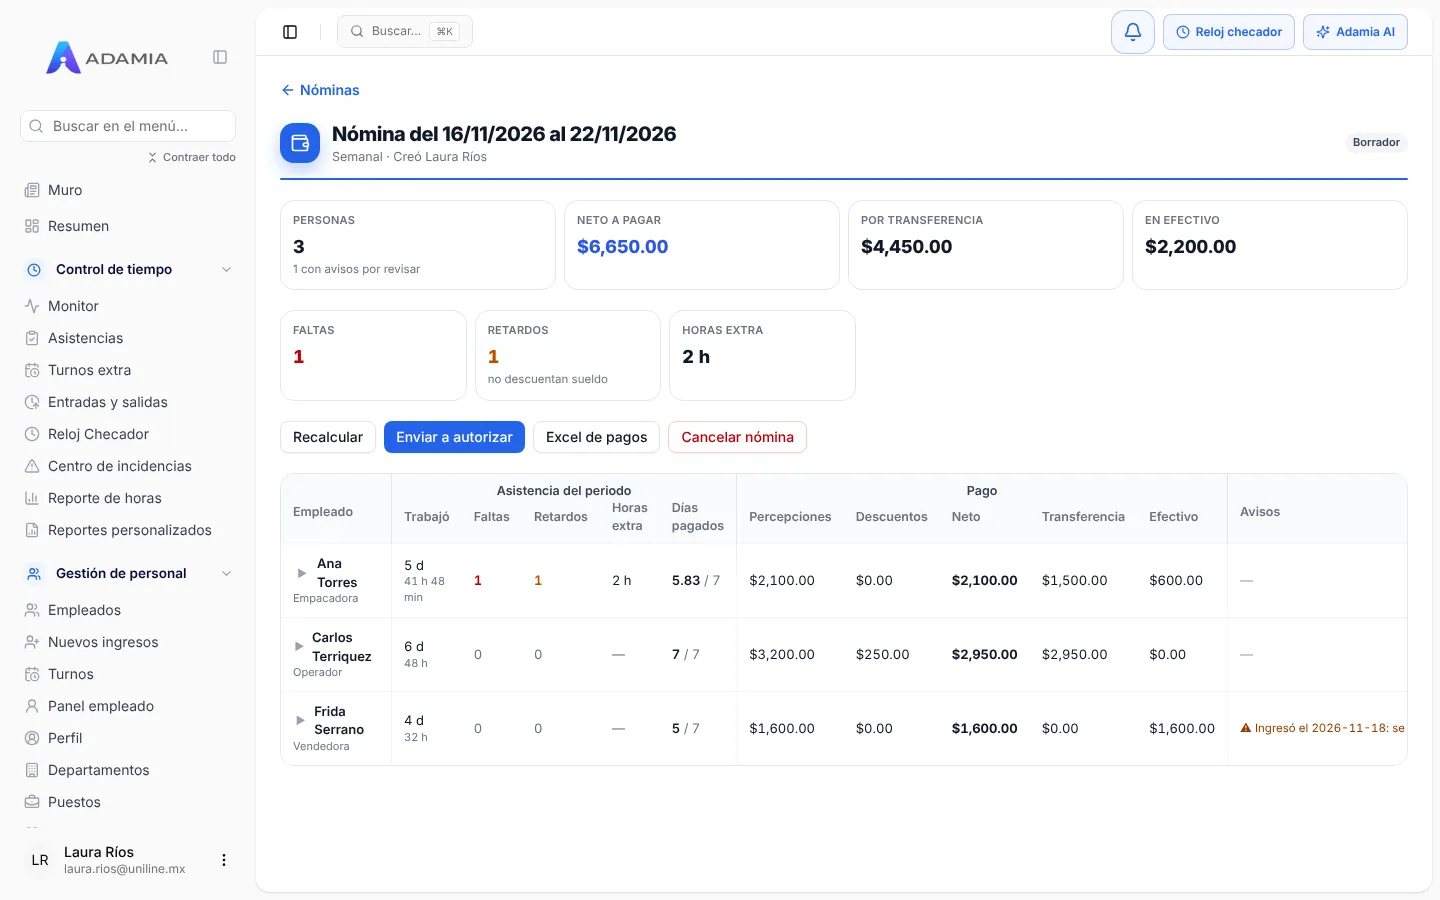 ADAMIA
Buscar en el menú...
Contraer todo
Muro
Resumen
Control de tiempo
Monitor
Asistencias
Turnos extra
Entradas y salidas
Reloj Checador
Centro de incidencias
Reporte de horas
Reportes personalizados
Gestión de personal
Empleados
Nuevos ingresos
Turnos
Panel empleado
Perfil
Departamentos
Puestos
LR
Laura Ríos
laura.rios@uniline.mx
Buscar... ⌘K
Reloj checador
Adamia AI
← Nóminas
Nómina del 16/11/2026 al 22/11/2026
Semanal · Creó Laura Ríos
Borrador
PERSONAS
3
1 con avisos por revisar
NETO A PAGAR
$6,650.00
POR TRANSFERENCIA
$4,450.00
EN EFECTIVO
$2,200.00
FALTAS
1
RETARDOS
1
no descuentan sueldo
HORAS EXTRA
2 h
Recalcular
Enviar a autorizar
Excel de pagos
Cancelar nómina
Asistencia del periodo
Pago
Empleado
Trabajó
Faltas
Retardos
Horas
extra
Días
pagados
Percepciones
Descuentos
Neto
Transferencia
Efectivo
Avisos
Ana
Torres
Empacadora
5 d
41 h 48
min
1
1
2 h
5.83 / 7
$2,100.00
$0.00
$2,100.00
$1,500.00
$600.00
—
Carlos
Terriquez
Operador
6 d
48 h
0
0
—
7 / 7
$3,200.00
$250.00
$2,950.00
$2,950.00
$0.00
—
Frida
Serrano
Vendedora
4 d
32 h
0
0
—
5 / 7
$1,600.00
$0.00
$1,600.00
$0.00
$1,600.00
Ingresó el 2026-11-18: se